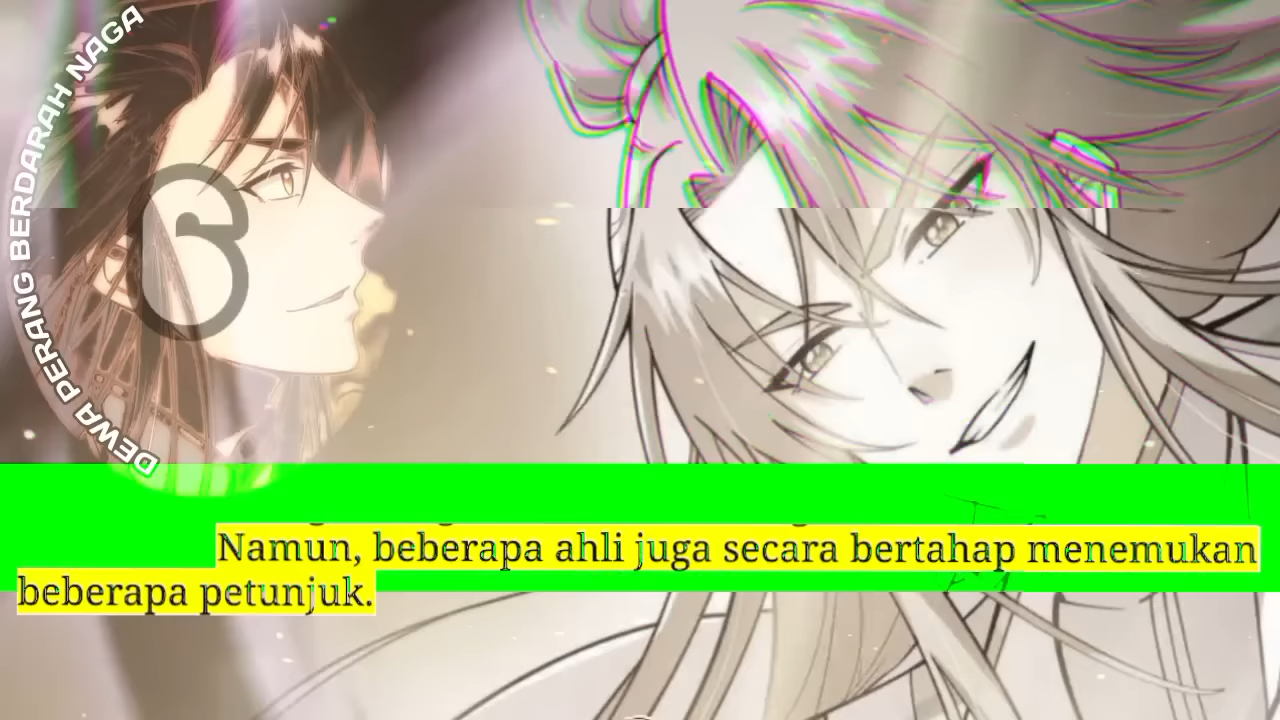 DEWA PERANG BERDARAH NAGA
Namun, beberapa ahli juga secara bertahap menemukan
beberapa petunjuk.